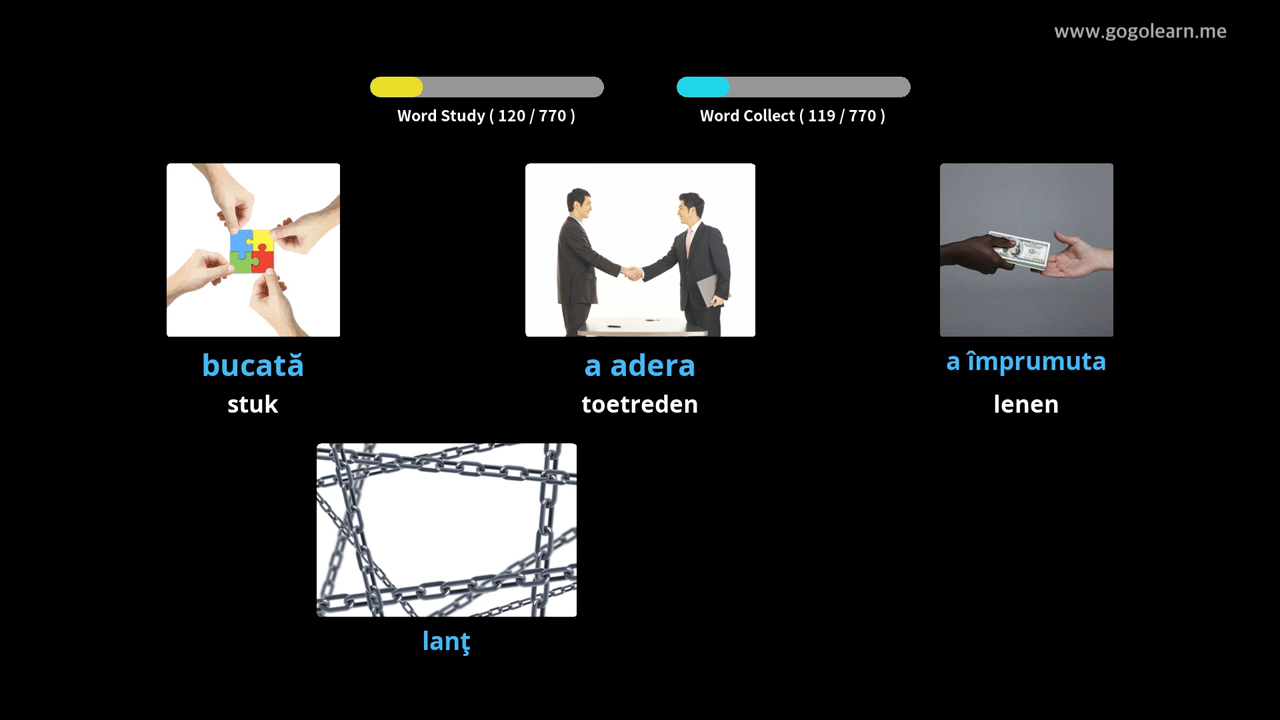 www.gogolearn.me
Word Study ( 120 / 770 )
Word Collect ( 119 / 770 )
bucată
a adera
a împrumuta
stuk
toetreden
lenen
lanţ